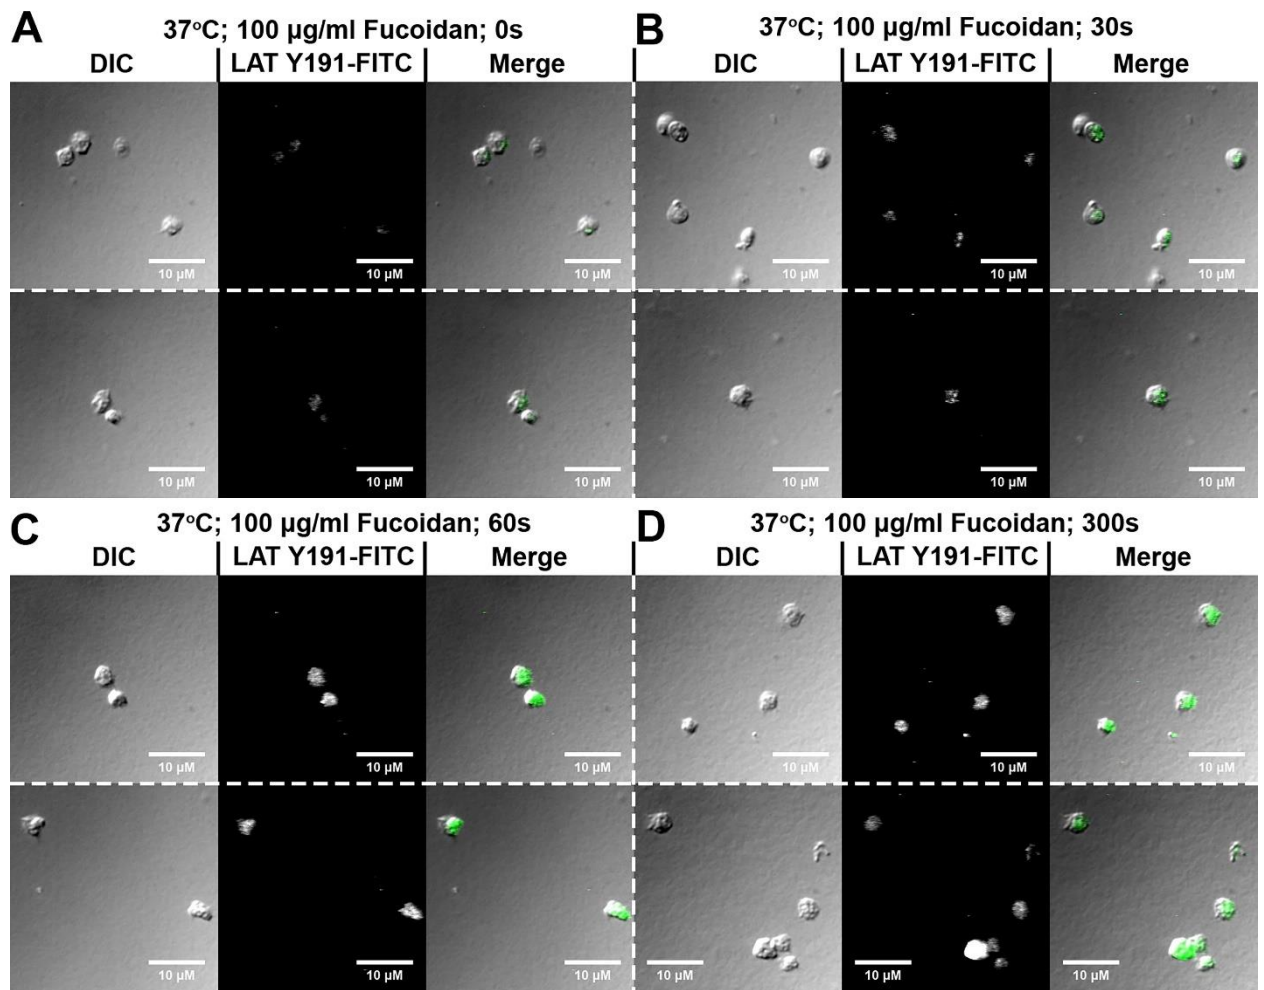 A 37°C; 100 µg/ml Fucoidan; 0s
DIC LAT Y191-FITC Merge
10 µM 10 µM 10 µM
10 µM 10 µM 10 µM
B 37°C; 100 µg/ml Fucoidan; 30s
DIC LAT Y191-FITC Merge
10 µM 10 µM 10 µM
10 µM 10 µM 10 µM
C 37°C; 100 µg/ml Fucoidan; 60s
DIC LAT Y191-FITC Merge
10 µM 10 µM 10 µM
10 µM 10 µM 10 µM
D 37°C; 100 µg/ml Fucoidan; 300s
DIC LAT Y191-FITC Merge
10 µM 10 µM 10 µM
10 µM 10 µM 10 µM